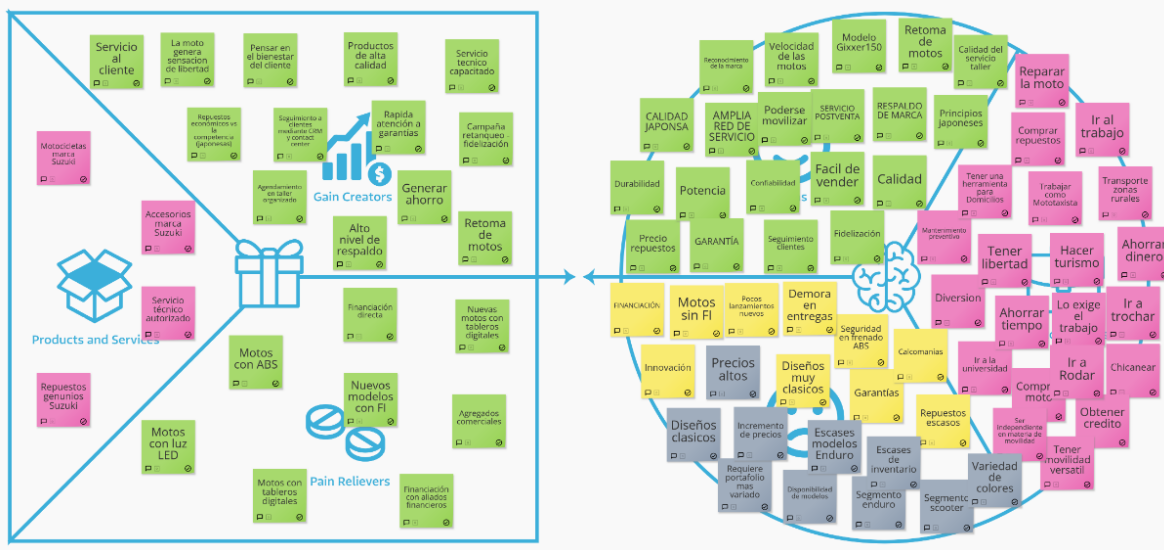 Servicio
al
cliente
La moto
genera
sensacion
de libertad
Pensar en
el bienestar
del cliente
Productos
de alta
calidad
Servicio
tecnico
capacitado
Repuestos
económicos vs
la
competencia
(japonesas)
Seguimiento a
clientes
mediante CRM
y contact
center
Rapida
atención a
garantías
Campaña
retanqueo -
fidelización
Motocicletas
marca
Suzuki
Agendamiento
en taller
organizado
Gain Creators
Generar
ahorro
Accesorios
marca
Suzuki
Alto
nivel de
respaldo
Retoma
de
motos
Servicio
técnico
autorizado
Products and Services
Financiación
directa
Nuevas
motos con
tableros
digitales
Motos
con ABS
Repuestos
genunios
Suzuki
Nuevos
modelos
con FI
Agregados
comerciales
Motos
con luz
LED
Pain Relievers
Motos con
tableros
digitales
Financiación
con aliados
financieros
Reconocimiento
de la marca
Velocidad
de las
motos
Modelo
Gixxer150
Retoma
de
motos
Calidad del
servicio
taller
Reparar
la moto
CALIDAD
JAPONSA
AMPLIA
RED DE
SERVICIO
Poderse
movilizar
SERVICIO
POSTVENTA
RESPALDO
DE MARCA
Principios
japoneses
Comprar
repuestos
Ir al
trabajo
Durabilidad
Potencia
Confiabilidad
Facil de
vender
Calidad
Tener una
herramienta
para
Domicilios
Trabajar
como
Mototaxista
Transporte
zonas
rurales
Precio
repuestos
GARANTÍA
Seguimiento
clientes
Fidelización
Mantenimiento
preventivo
Tener
libertad
Hacer
turismo
Ahorrar
dinero
FINANCIACIÓN
Motos
sin FI
Pocos
lanzamientos
nuevos
Demora
en
entregas
Diversion
Ahorrar
tiempo
Lo exige
el
trabajo
Ir a
trochar
Seguridad
en frenado
ABS
Calcomanias
Innovación
Precios
altos
Diseños
muy
clasicos
Garantías
Ir a la
universidad
Ir a
Rodar
Chicanear
Diseños
clasicos
Incremento
de precios
Escases
modelos
Enduro
Repuestos
escasos
Compr
moto
Ser
independiente
en materia de
movilidad
Obtener
credito
Requiere
portafolio
mas
variado
Disponibilidad
de modelos
Escases
de
inventario
Segmento
enduro
Segmento
scooter
Variedad
de
colores
Tener
movilidad
versatil